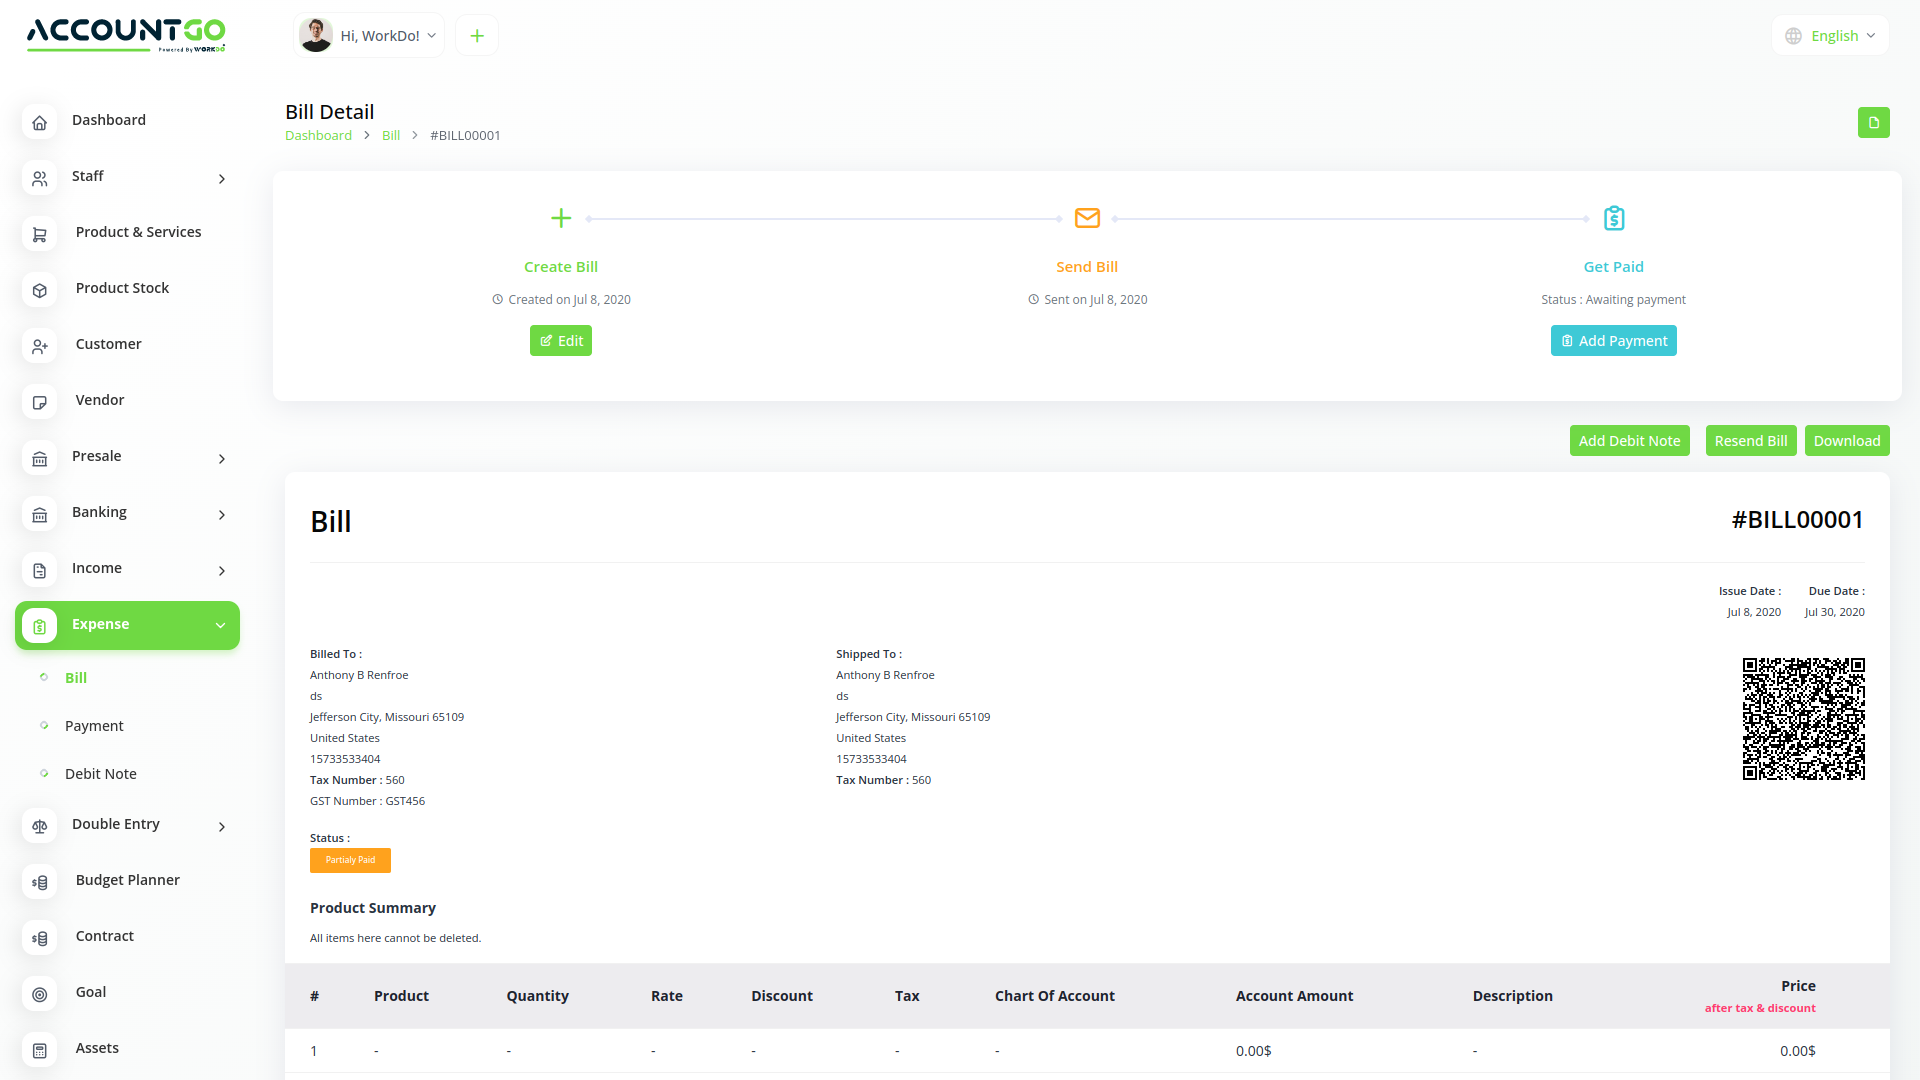 ACCOUNTGO
Powered By WORKDO
Hi, WorkDo!
English
Dashboard
Staff
Product & Services
Product Stock
Customer
Vendor
Presale
Banking
Income
Expense
Bill
Payment
Debit Note
Double Entry
Budget Planner
Contract
Goal
Assets
Bill Detail
Dashboard > Bill > #BILL00001
Create Bill
Created on Jul 8, 2020
Edit
Send Bill
Sent on Jul 8, 2020
Get Paid
Status : Awaiting payment
Add Payment
Add Debit Note
Resend Bill
Download
Bill
#BILL00001
Issue Date :
Jul 8, 2020
Due Date :
Jul 30, 2020
Billed To :
Anthony B Renfroe
ds
Jefferson City, Missouri 65109
United States
15733533404
Tax Number : 560
GST Number : GST456
Shipped To :
Anthony B Renfroe
ds
Jefferson City, Missouri 65109
United States
15733533404
Tax Number : 560
Status :
Partialy Paid
Product Summary
All items here cannot be deleted.
# Product Quantity Rate Discount Tax Chart Of Account Account Amount Description Price
after tax & discount
1 - - - - - - 0.00$ - 0.00$